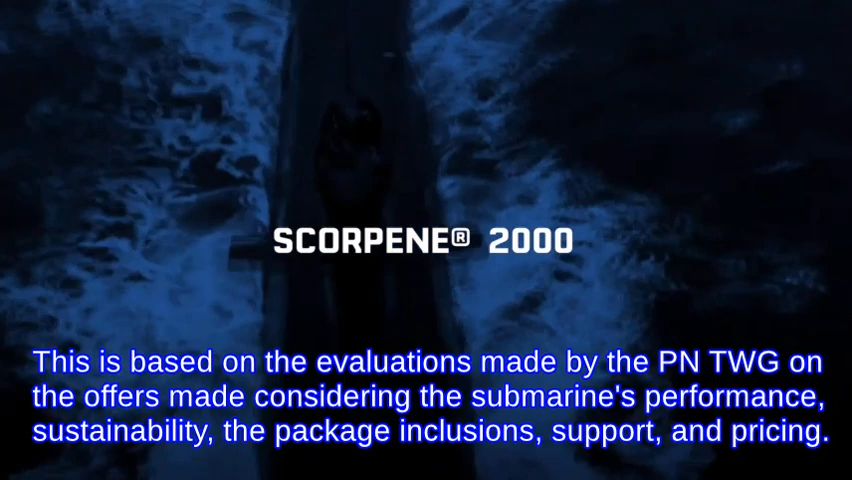 SCORPENE® 2000
This is based on the evaluations made by the PN TWG on
the offers made considering the submarine's performance,
sustainability, the package inclusions, support, and pricing.